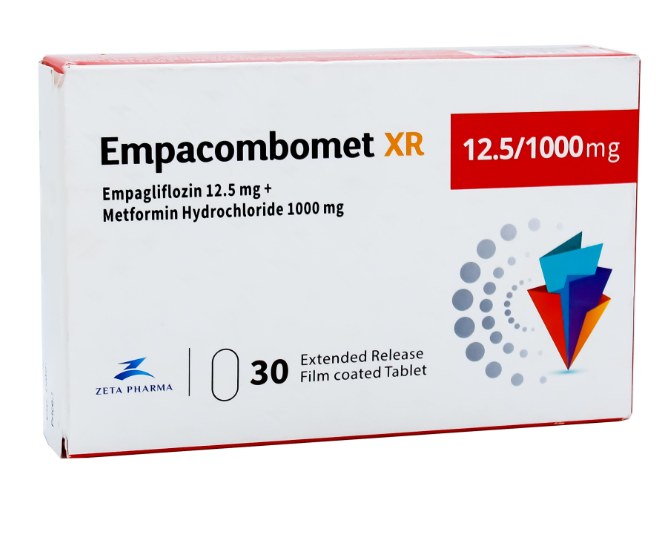 Empacombomet XR
12.5/1000mg
Empagliflozin 12.5 mg +
Metformin Hydrochloride 1000 mg
ZETA PHARMA
30
Extended Release
Film coated Tablet